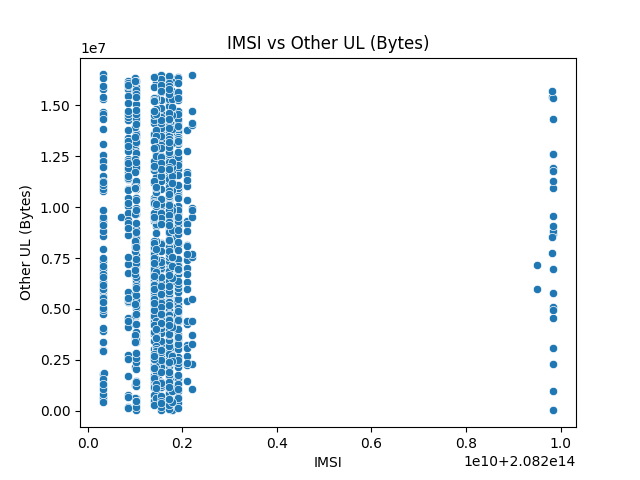 IMSI vs Other UL (Bytes)
1e7
1.50
1.25
1.00
0.75
0.50
0.25
0.00
Other UL (Bytes)
0.0 0.2 0.4 0.6 0.8 1.0
IMSI
1e10+2.082e14